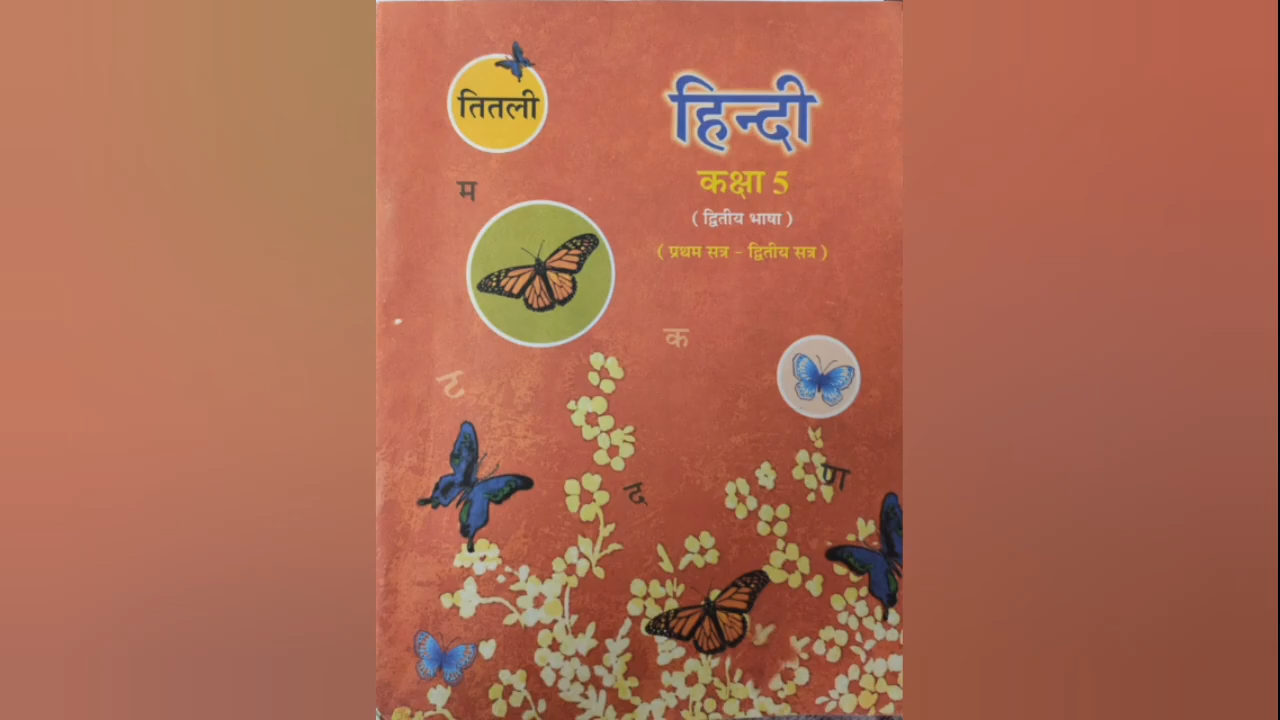 तितली
हिन्दी
कक्षा 5
( द्वितीय भाषा )
( प्रथम सत्र - द्वितीय सत्र )
म
क
ट
द
ण